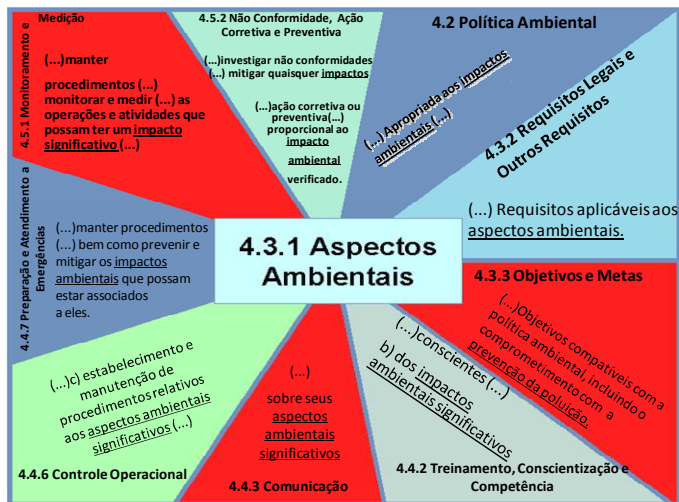 4.5.1 Monitoramento e
Medição
(...)manter
procedimentos (...)
monitorar e medir (...) as
operações e atividades que
possam ter um impacto
significativo (...)
4.5.2 Não Conformidade, Ação
Corretiva e Preventiva
(...)investigar não conformidades
(...) mitigar quaisquer impactos
(...)ação corretiva ou
preventiva(...)
proporcional ao
impacto
ambiental
verificado.
4.2 Política Ambiental
(...) Apropriada aos impactos
ambientais (...)
4.3.2 Requisitos Legais e
Outros Requisitos
(...) Requisitos aplicáveis aos
aspectos ambientais.
4.3.1 Aspectos
Ambientais
4.3.3 Objetivos e Metas
(...)Objetivos compatíveis com a
política ambiental, incluindo o
comprometimento com a
prevenção da poluição.
4.4.7 Preparação e Atendimento a
Emergências
(...)manter procedimentos
(...) bem como prevenir e
mitigar os impactos
ambientais que possam
estar associados
a eles.
(...)c) estabelecimento e
manutenção de
procedimentos relativos
aos aspectos ambientais
significativos (...)
4.4.6 Controle Operacional
(...)
sobre seus
aspectos
ambientais
significativos
4.4.3 Comunicação
(...)conscientes (...)
b) dos impactos
ambientais significativos
4.4.2 Treinamento, Conscientização e
Competência